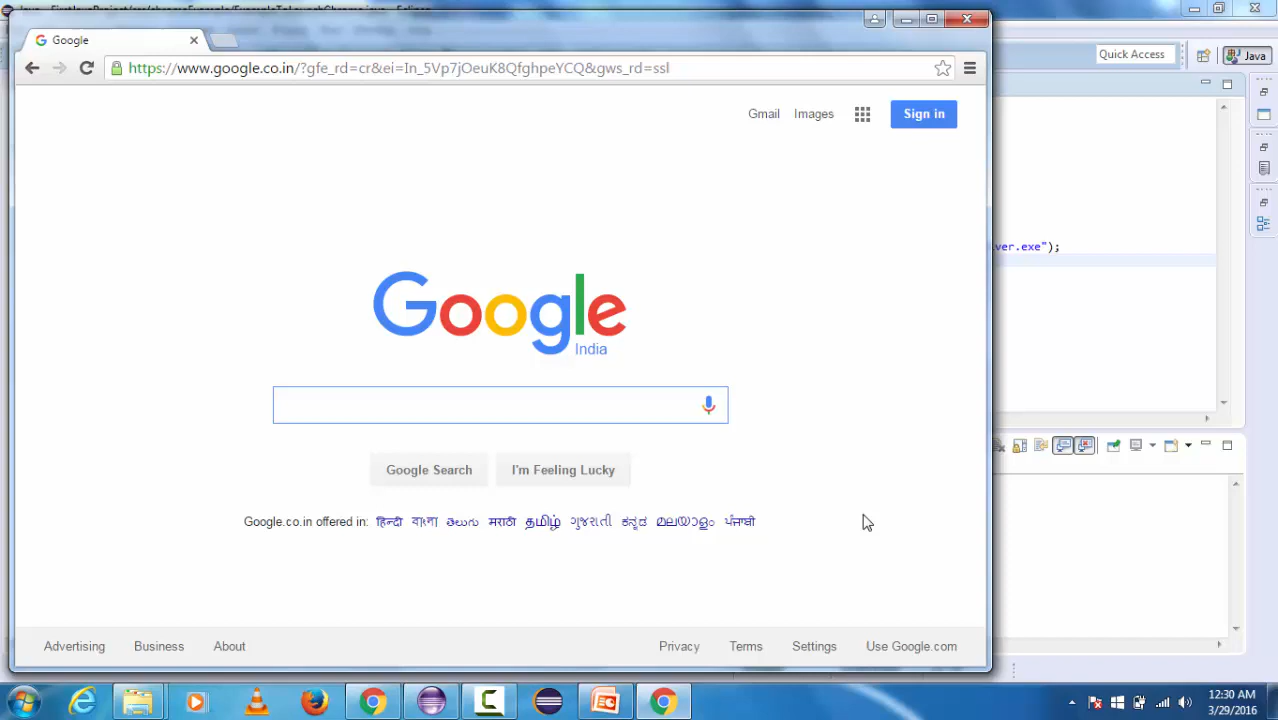 Google
Quick Access
Java
https://www.google.co.in/?gfe_rd=cr&ei=In_5Vp7jOeuK8QfghpeYCQ&gws_rd=ssl
Gmail Images Sign in
ver.exe");
Google
India
Google Search I'm Feeling Lucky
Google.co.in offered in: हिन्दी বাংলা తెలుగు मराठी தமிழ் ગુજરાતી ಕನ್ನಡ മലയാളം ਪੰਜਾਬੀ
Advertising Business About Privacy Terms Settings Use Google.com
12:30 AM
3/29/2016